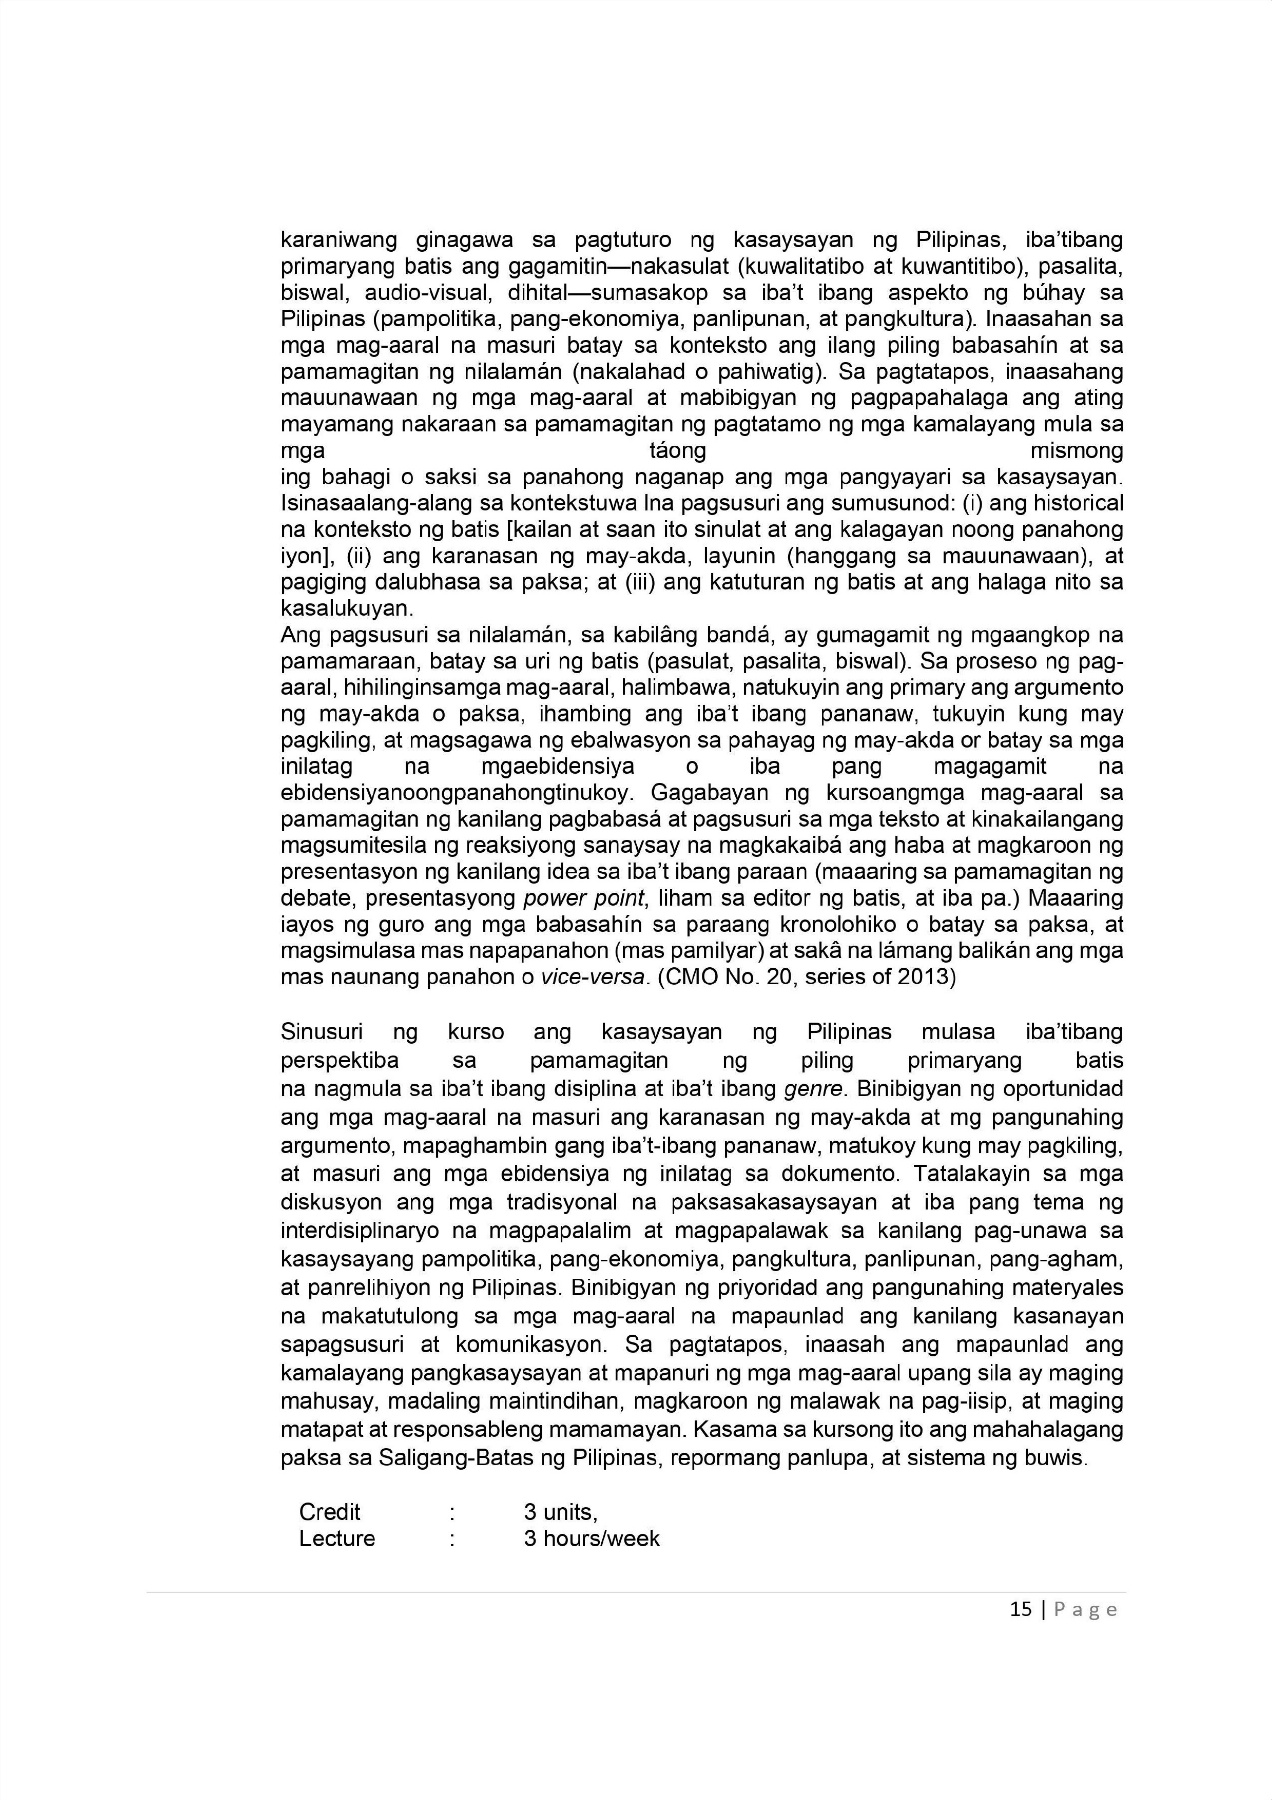 karaniwang ginagawa sa pagtuturo ng kasaysayan ng Pilipinas, iba’tibang
primaryang batis ang gagamitin—nakasulat (kuwalitatibo at kuwantitibo), pasalita,
biswal, audio-visual, dihital—sumasakop sa iba’t ibang aspekto ng búhay sa
Pilipinas (pampolitika, pang-ekonomiya, panlipunan, at pangkultura). Inaasahan sa
mga mag-aaral na masuri batay sa konteksto ang ilang piling babasahín at sa
pamamagitan ng nilalamán (nakalahad o pahiwatig). Sa pagtatapos, inaasahang
mauunawaan ng mga mag-aaral at mabibigyan ng pagpapahalaga ang ating
mayamang nakaraan sa pamamagitan ng pagtatamo ng mga kamalayang mula sa
mga táong mismong
ing bahagi o saksi sa panahong naganap ang mga pangyayari sa kasaysayan.
Isinasaalang-alang sa kontekstuwa lna pagsusuri ang sumusunod: (i) ang historical
na konteksto ng batis [kailan at saan ito sinulat at ang kalagayan noong panahong
iyon], (ii) ang karanasan ng may-akda, layunin (hanggang sa mauunawaan), at
pagiging dalubhasa sa paksa; at (iii) ang katuturan ng batis at ang halaga nito sa
kasalukuyan.
Ang pagsusuri sa nilalamán, sa kabilâng bandá, ay gumagamit ng mgaangkop na
pamamaraan, batay sa uri ng batis (pasulat, pasalita, biswal). Sa proseso ng pag-
aaral, hihilinginsamga mag-aaral, halimbawa, natukuyin ang primary ang argumento
ng may-akda o paksa, ihambing ang iba’t ibang pananaw, tukuyin kung may
pagkiling, at magsagawa ng ebalwasyon sa pahayag ng may-akda or batay sa mga
inilatag na mgaebidensiya o iba pang magagamit na
ebidensiyanoongpanahongtinukoy. Gagabayan ng kursoangmga mag-aaral sa
pamamagitan ng kanilang pagbabasá at pagsusuri sa mga teksto at kinakailangang
magsumitesila ng reaksiyong sanaysay na magkakaibá ang haba at magkaroon ng
presentasyon ng kanilang idea sa iba’t ibang paraan (maaaring sa pamamagitan ng
debate, presentasyong power point, liham sa editor ng batis, at iba pa.) Maaaring
iayos ng guro ang mga babasahín sa paraang kronolohiko o batay sa paksa, at
magsimulasa mas napapanahon (mas pamilyar) at sakâ na lámang balikán ang mga
mas naunang panahon o vice-versa. (CMO No. 20, series of 2013)
Sinusuri ng kurso ang kasaysayan ng Pilipinas mulasa iba’tibang
perspektiba sa pamamagitan ng piling primaryang batis
na nagmula sa iba’t ibang disiplina at iba’t ibang genre. Binibigyan ng oportunidad
ang mga mag-aaral na masuri ang karanasan ng may-akda at mg pangunahing
argumento, mapaghambin gang iba’t-ibang pananaw, matukoy kung may pagkiling,
at masuri ang mga ebidensiya ng inilatag sa dokumento. Tatalakayin sa mga
diskusyon ang mga tradisyonal na paksasakasaysayan at iba pang tema ng
interdisiplinaryo na magpapalalim at magpapalawak sa kanilang pag-unawa sa
kasaysayang pampolitika, pang-ekonomiya, pangkultura, panlipunan, pang-agham,
at panrelihiyon ng Pilipinas. Binibigyan ng priyoridad ang pangunahing materyales
na makatutulong sa mga mag-aaral na mapaunlad ang kanilang kasanayan
sapagsusuri at komunikasyon. Sa pagtatapos, inaasah ang mapaunlad ang
kamalayang pangkasaysayan at mapanuri ng mga mag-aaral upang sila ay maging
mahusay, madaling maintindihan, magkaroon ng malawak na pag-iisip, at maging
matapat at responsableng mamamayan. Kasama sa kursong ito ang mahahalagang
paksa sa Saligang-Batas ng Pilipinas, repormang panlupa, at sistema ng buwis.
Credit : 3 units,
Lecture : 3 hours/week
15 | Page